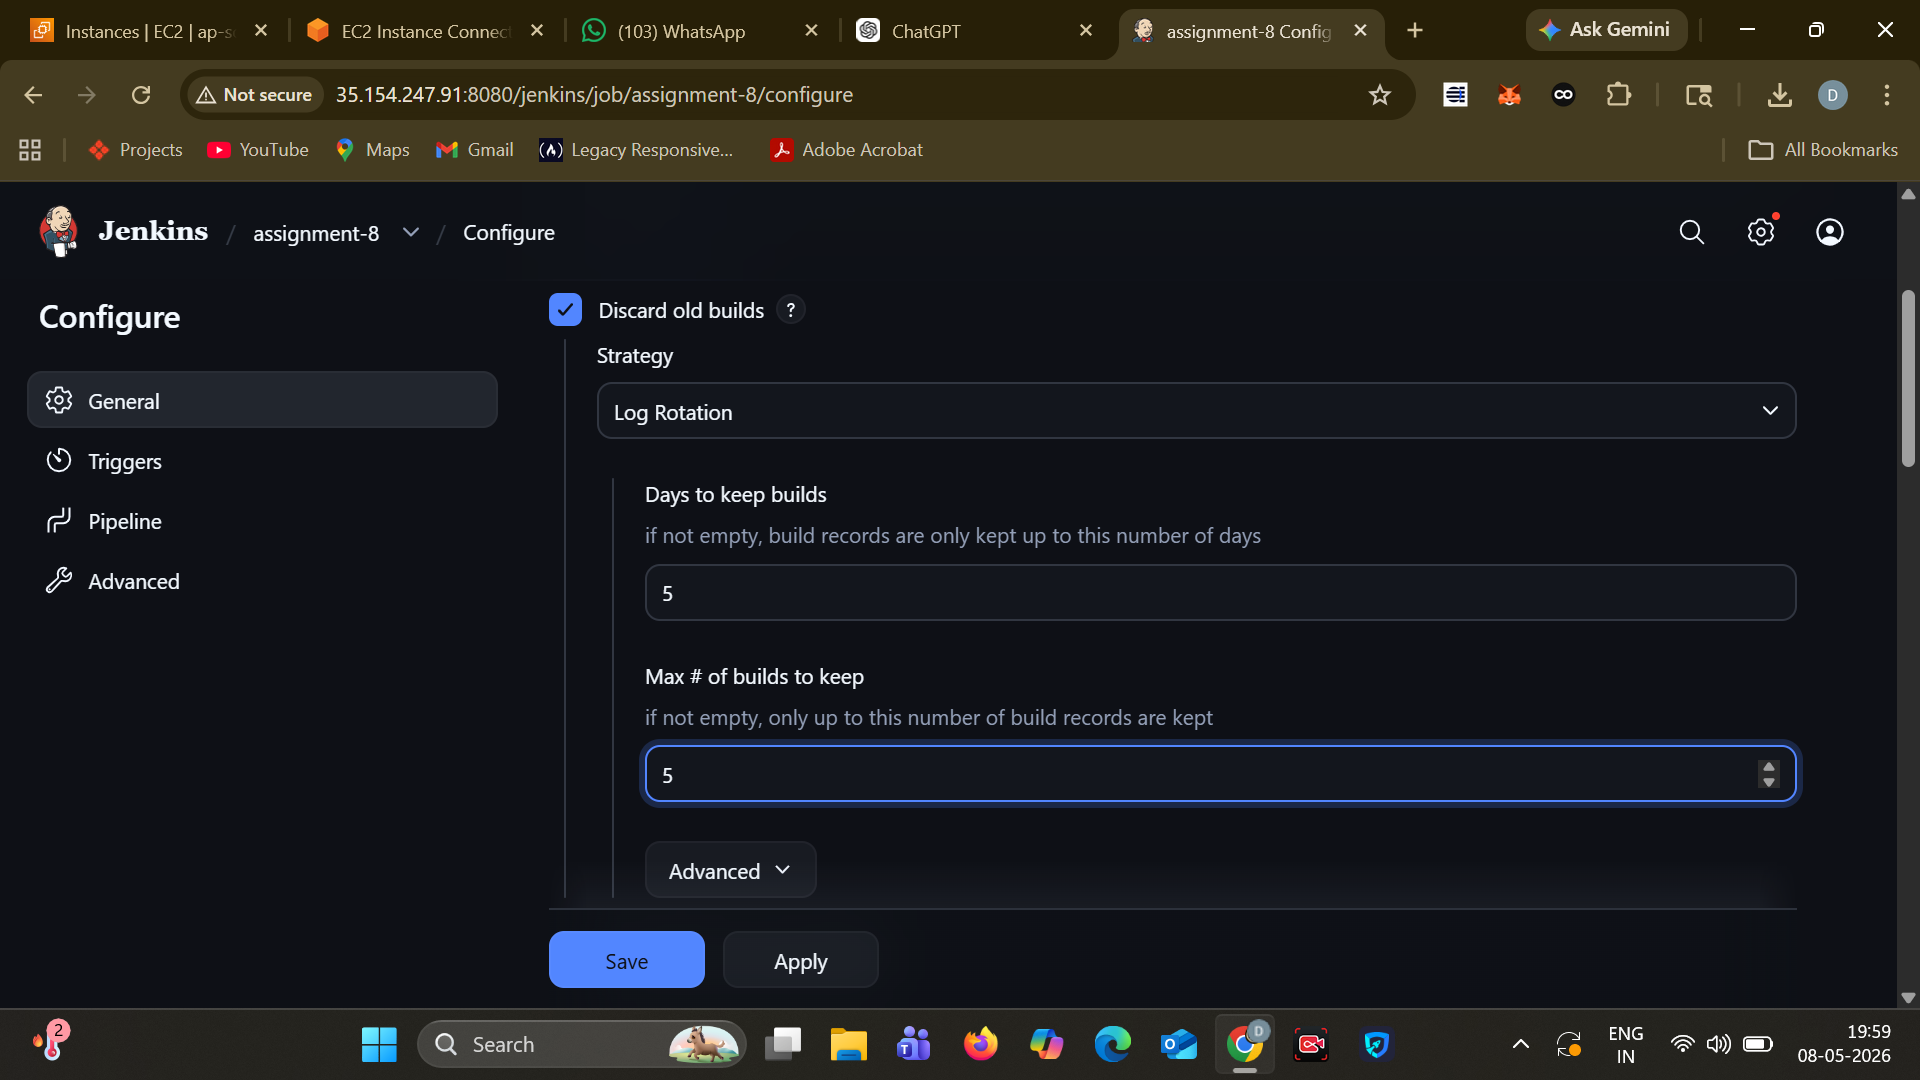 Instances | EC2 | ap-s
EC2 Instance Connect
(103) WhatsApp
ChatGPT
assignment-8 Config
Ask Gemini
Not secure
35.154.247.91:8080/jenkins/job/assignment-8/configure
D
Projects
YouTube
Maps
Gmail
Legacy Responsive...
Adobe Acrobat
All Bookmarks
Jenkins / assignment-8 / Configure
Configure
General
Triggers
Pipeline
Advanced
Discard old builds ?
Strategy
Log Rotation
Days to keep builds
if not empty, build records are only kept up to this number of days
5
Max # of builds to keep
if not empty, only up to this number of build records are kept
5
Advanced
Save
Apply
2
Search
D
ENG
IN
19:59
08-05-2026